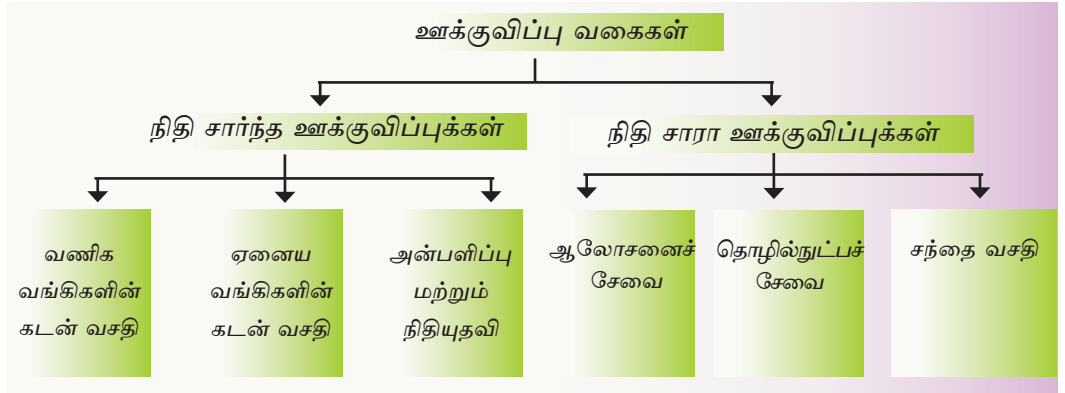 ஊக்குவிப்பு வகைகள்
நிதி சார்ந்த ஊக்குவிப்புக்கள்
நிதி சாரா ஊக்குவிப்புக்கள்
வணிக
வங்கிகளின்
கடன் வசதி
ஏனைய
வங்கிகளின்
கடன் வசதி
அன்பளிப்பு
மற்றும்
நிதியுதவி
ஆலோசனைச்
சேவை
தொழில்நுட்பச்
சேவை
சந்தை வசதி